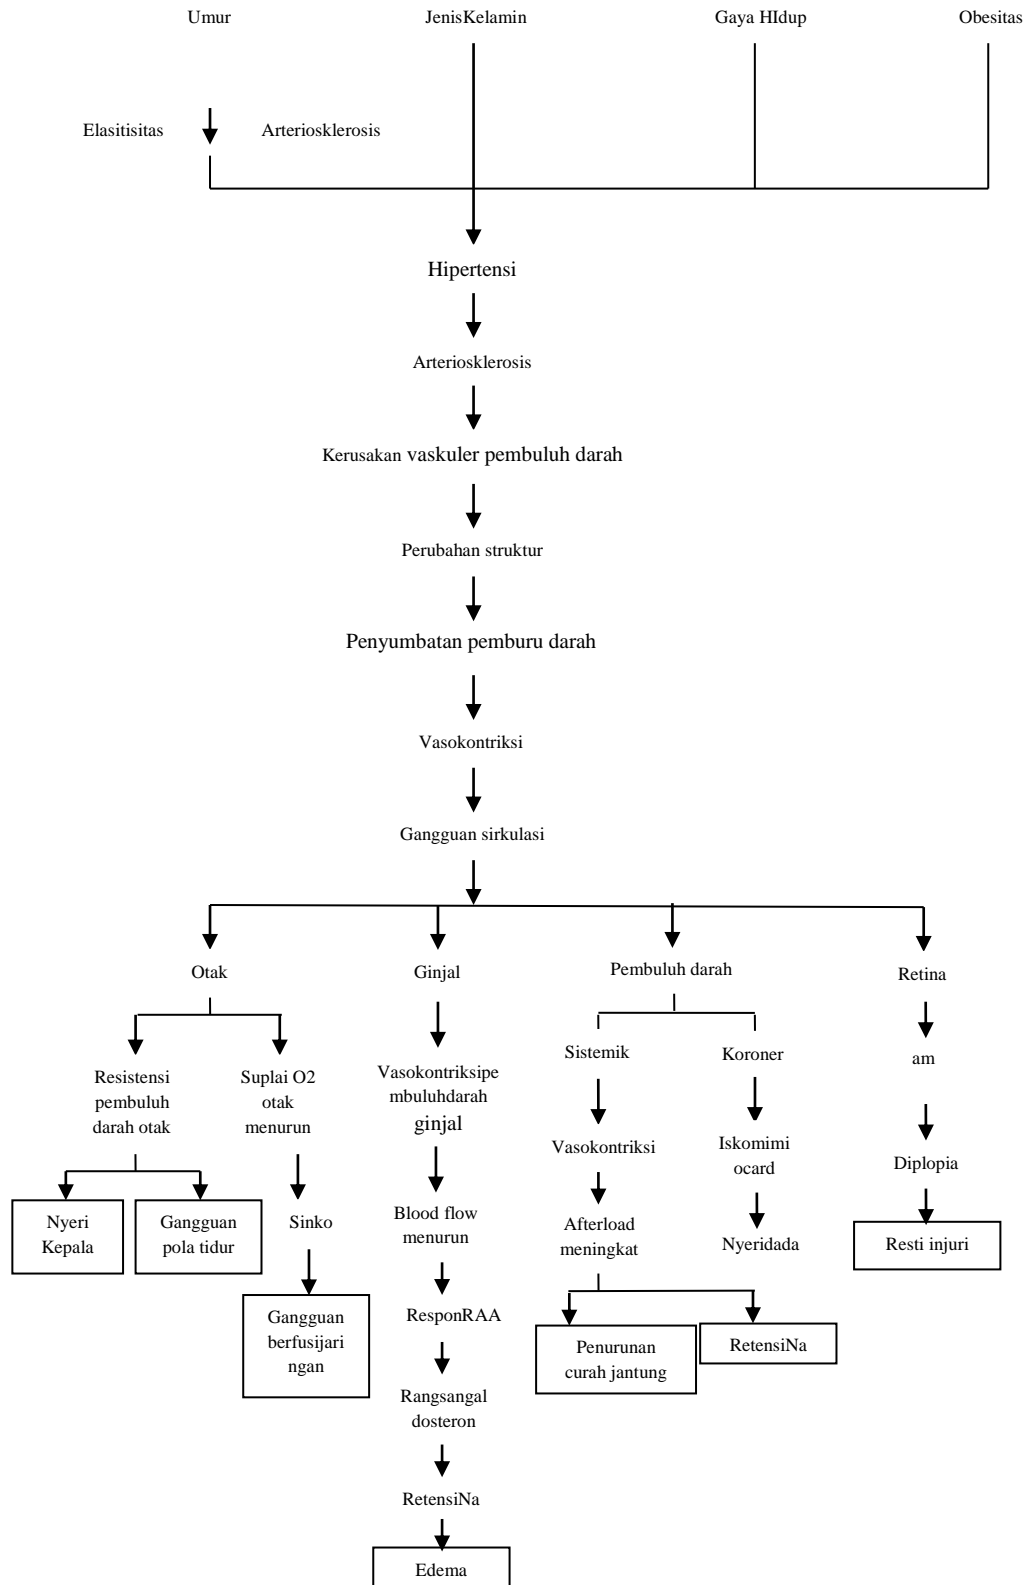 Umur JenisKelamin Gaya HIdup Obesitas
Elasitisitas Arteriosklerosis
Hipertensi
Arteriosklerosis
Kerusakan vaskuler pembuluh darah
Perubahan struktur
Penyumbatan pemburu darah
Vasokontriksi
Gangguan sirkulasi
Otak
Ginjal
Pembuluh darah
Retina
Resistensi
pembuluh
darah otak
Suplai O2
otak
menurun
Vasokontriksipe
mbuluhdarah
ginjal
Sistemik
Koroner
am
Vasokontriksi
Iskomimi
ocard
Diplopia
Nyeri
Kepala
Gangguan
pola tidur
Sinko
Blood flow
menurun
Afterload
meningkat
Nyeridada
Resti injuri
Gangguan
berfusijari
ngan
ResponRAA
Penurunan
curah jantung
RetensiNa
Rangsangal
dosteron
RetensiNa
Edema